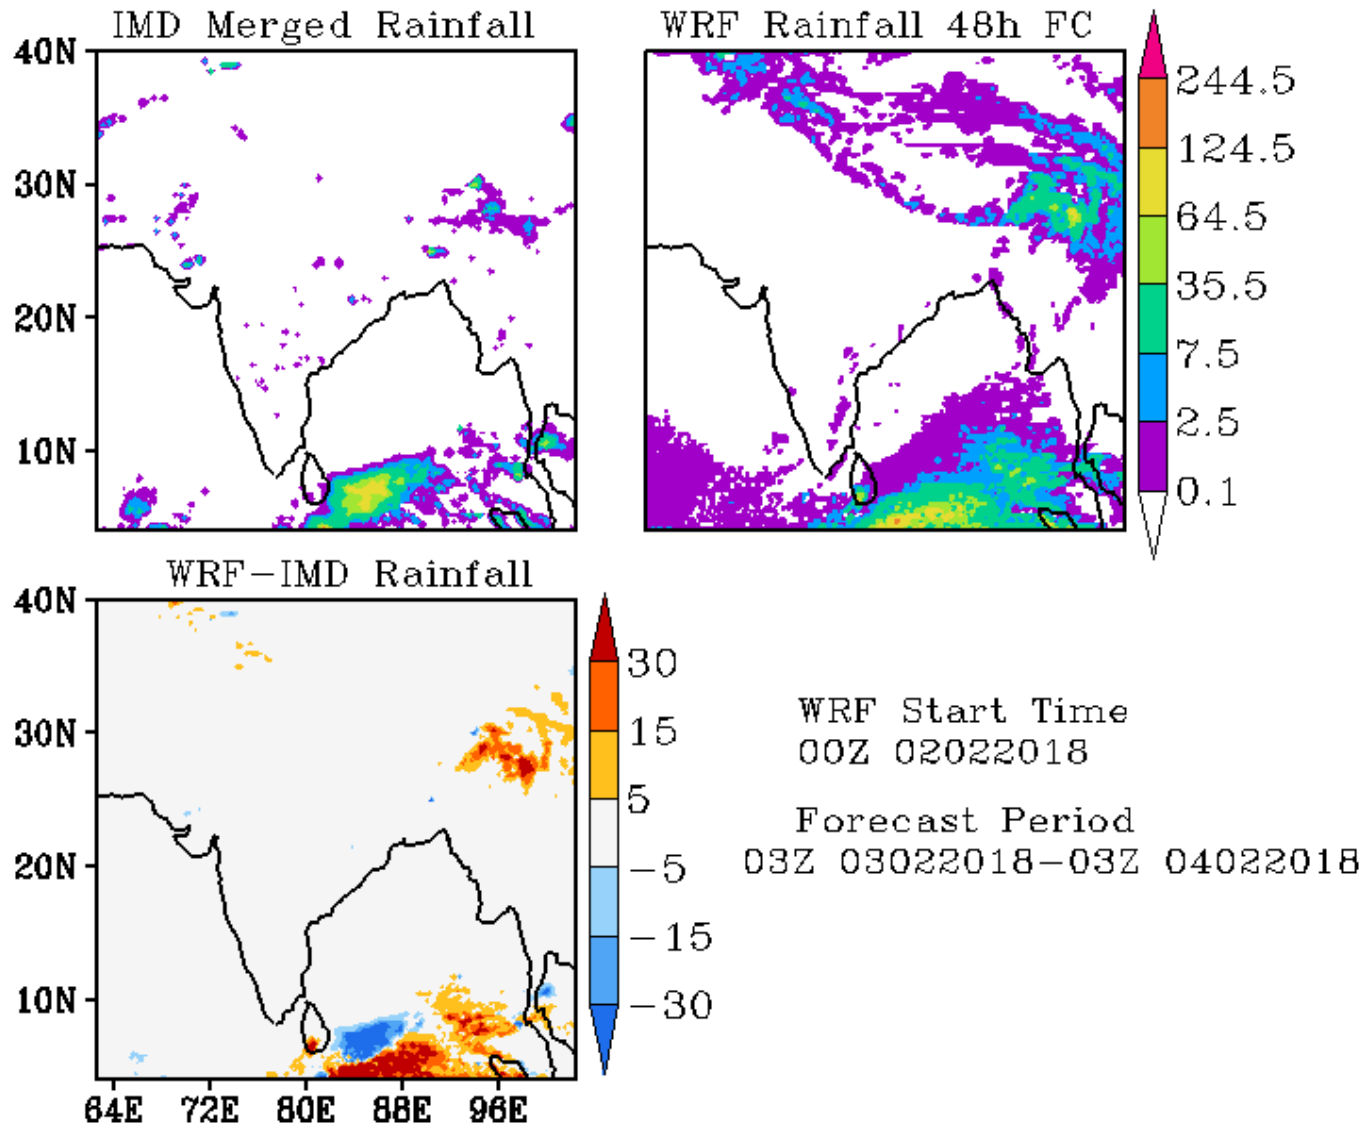 IMD Merged Rainfall
WRF Rainfall 48h FC
40N
30N
20N
10N
244.5
124.5
64.5
35.5
7.5
2.5
0.1
WRF-IMD Rainfall
40N
30N
20N
10N
64E 72E 80E 88E 96E
30
15
5
-5
-15
-30
WRF Start Time
00Z 02022018
Forecast Period
03Z 03022018-03Z 04022018